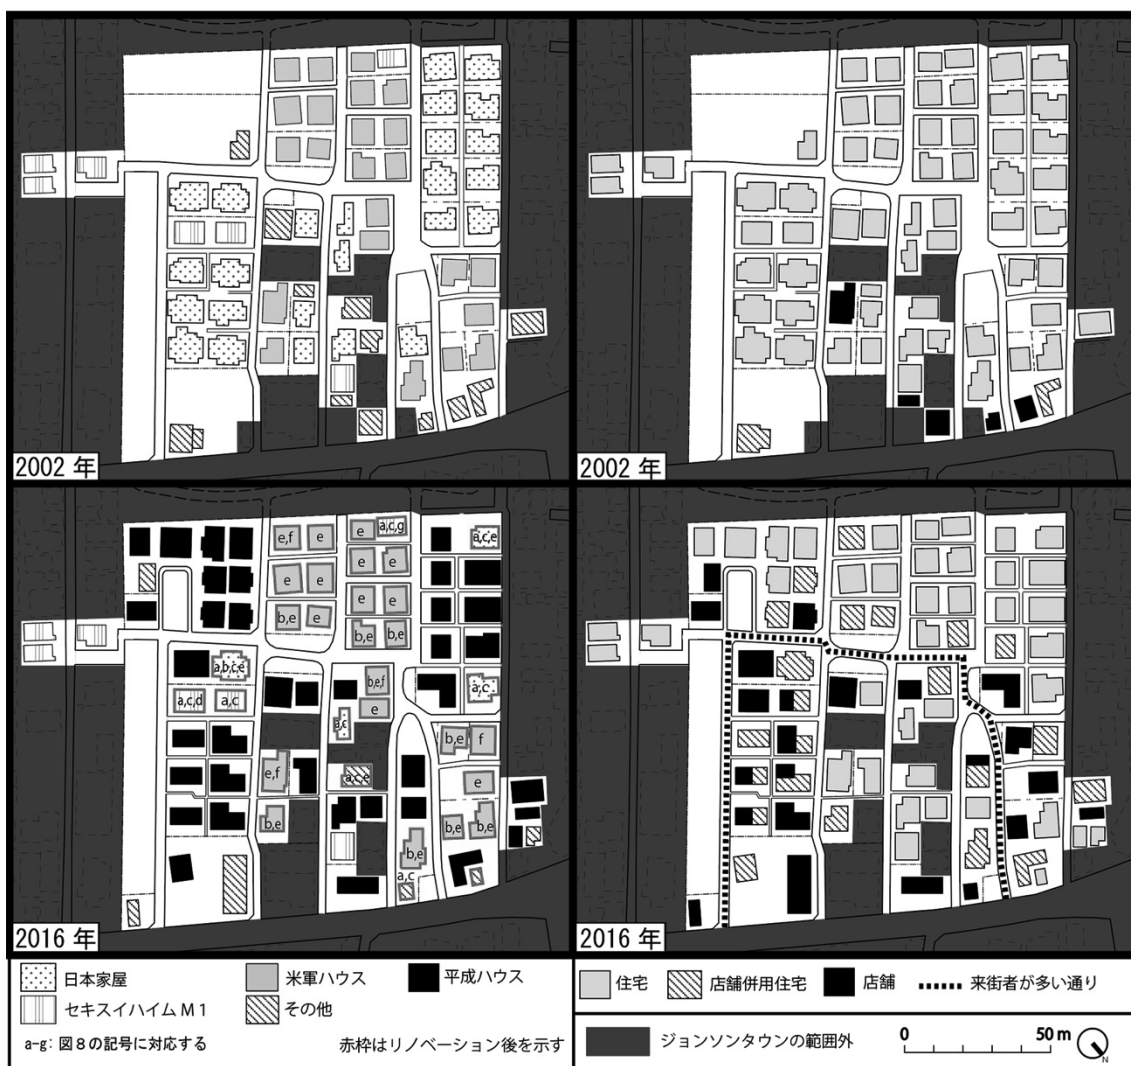 2002 年
2002 年
e,f
e
e
a,c,g
a,c,e
e
e
e
e
b,e
e
e
e
b,e
b,e
a,b,c,e
b,e,f
a,c,d
a,c
a,c
e
a,c
b,e
f
e,f
a,c,e
e
b,e
b,e
b,e
b,e
a,c
2016 年
2016 年
日本家屋
米軍ハウス
平成ハウス
セキスイハイム M 1
その他
a-g: 図８の記号に対応する
赤枠はリノベーション後を示す
住宅
店舗併用住宅
店舗
来街者が多い通り
ジョンソンタウンの範囲外
0
50 m
N